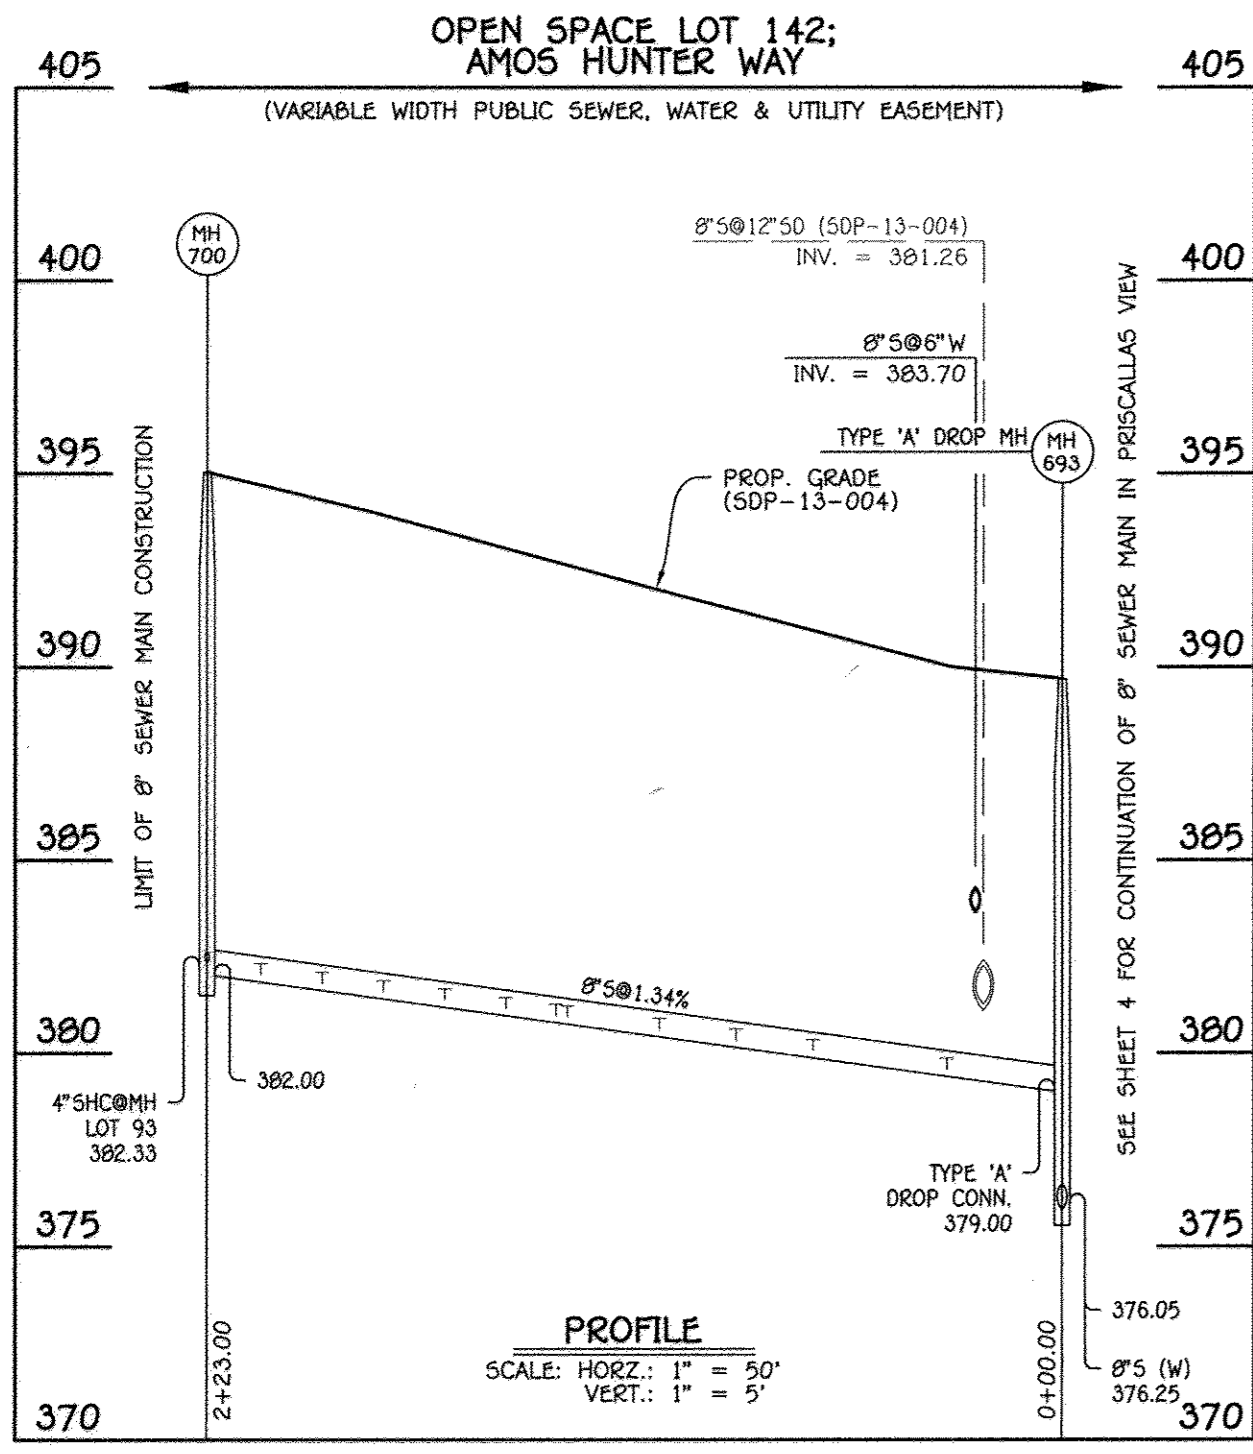 OPEN SPACE LOT 142;
AMOS HUNTER WAY
(VARIABLE WIDTH PUBLIC SEWER, WATER & UTILITY EASEMENT)
405
405
400
400
395
395
390
390
385
385
380
380
375
375
370
370
MH
700
8"S@12"SD (SDP-13-004)
INV. = 381.26
8"S@6"W
INV. = 383.70
TYPE 'A' DROP MH
MH
693
PROP. GRADE
(SDP-13-004)
LIMIT OF 8" SEWER MAIN CONSTRUCTION
SEE SHEET 4 FOR CONTINUATION OF 8" SEWER MAIN IN PRISCALLAS VIEW
8"S@1.34%
T T T T T TT T T T T
382.00
4"SHC@MH
LOT 93
382.33
TYPE 'A'
DROP CONN.
379.00
376.05
8"S (W)
376.25
2+23.00
0+00.00
PROFILE
SCALE: HORZ.: 1" = 50'
VERT.: 1" = 5'